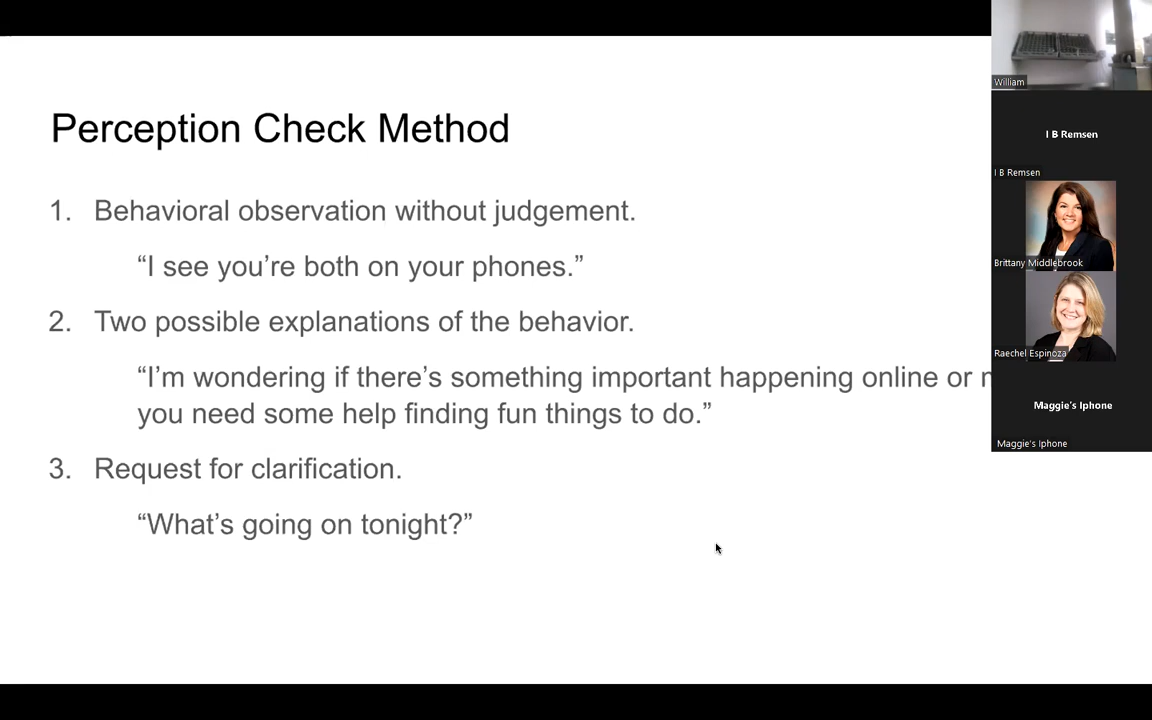 Perception Check Method
1. Behavioral observation without judgement.
“I see you’re both on your phones.”
2. Two possible explanations of the behavior.
“I’m wondering if there’s something important happening online or
you need some help finding fun things to do.”
3. Request for clarification.
“What’s going on tonight?”
William
I B Remsen
I B Remsen
Brittany Middlebrook
Raechel Espinoza
Maggie's Iphone
Maggie's Iphone